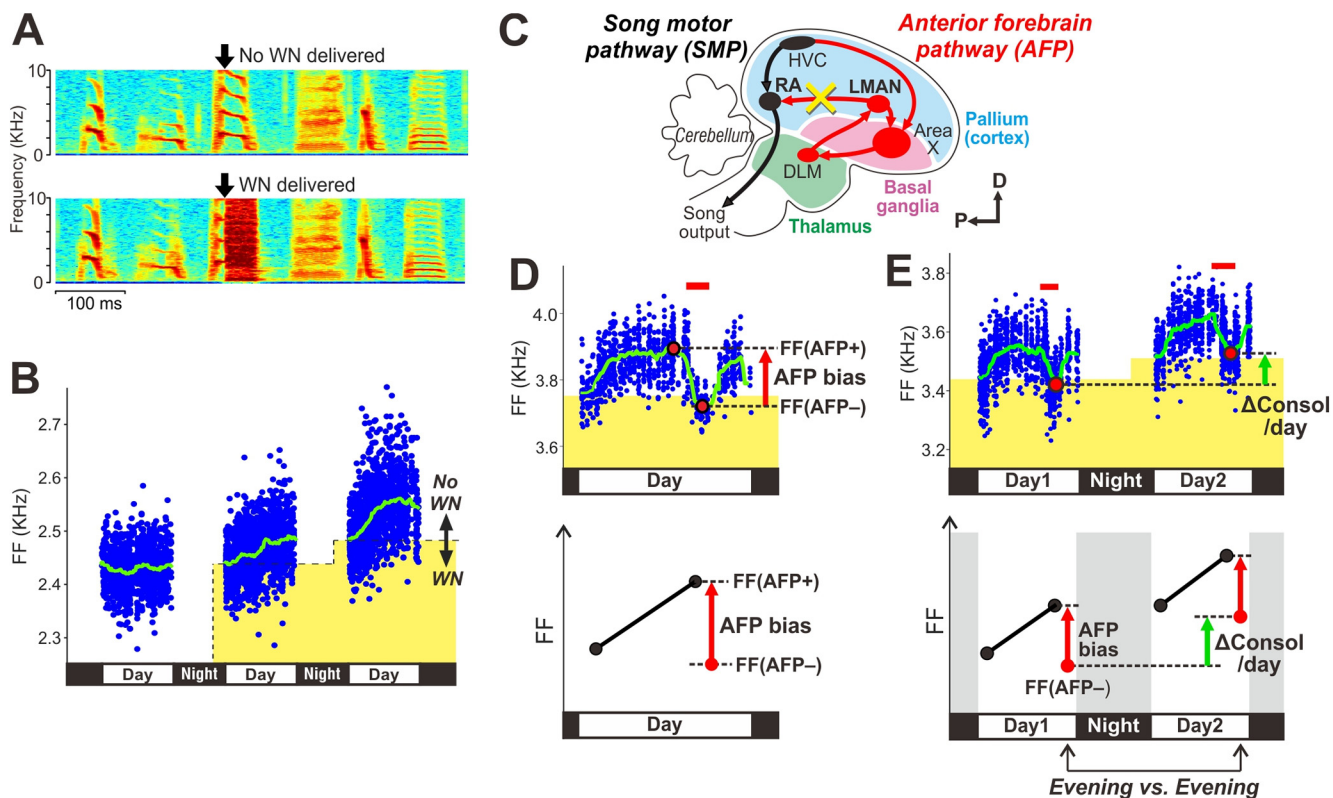 A
No WN delivered
10
0
WN delivered
10
0
Frequency (KHz)
100 ms
B
FF (KHz)
2.7
2.6
2.5
2.4
2.3
No
WN
WN
Day
Night
Day
Night
Day
C
Song motor
pathway (SMP)
Anterior forebrain
pathway (AFP)
HVC
RA
LMAN
Cerebellum
Area
X
Pallium
(cortex)
DLM
Basal
ganglia
Song
output
Thalamus
D
P
D
FF (KHz)
4.0
3.8
3.6
FF(AFP+)
AFP bias
FF(AFP–)
Day
FF
FF(AFP+)
AFP bias
FF(AFP–)
Day
E
FF (KHz)
3.8
3.6
3.4
3.2
ΔConsol
/day
Day1
Night
Day2
FF
AFP
bias
FF(AFP–)
ΔConsol
/day
Day1
Night
Day2
Evening vs. Evening